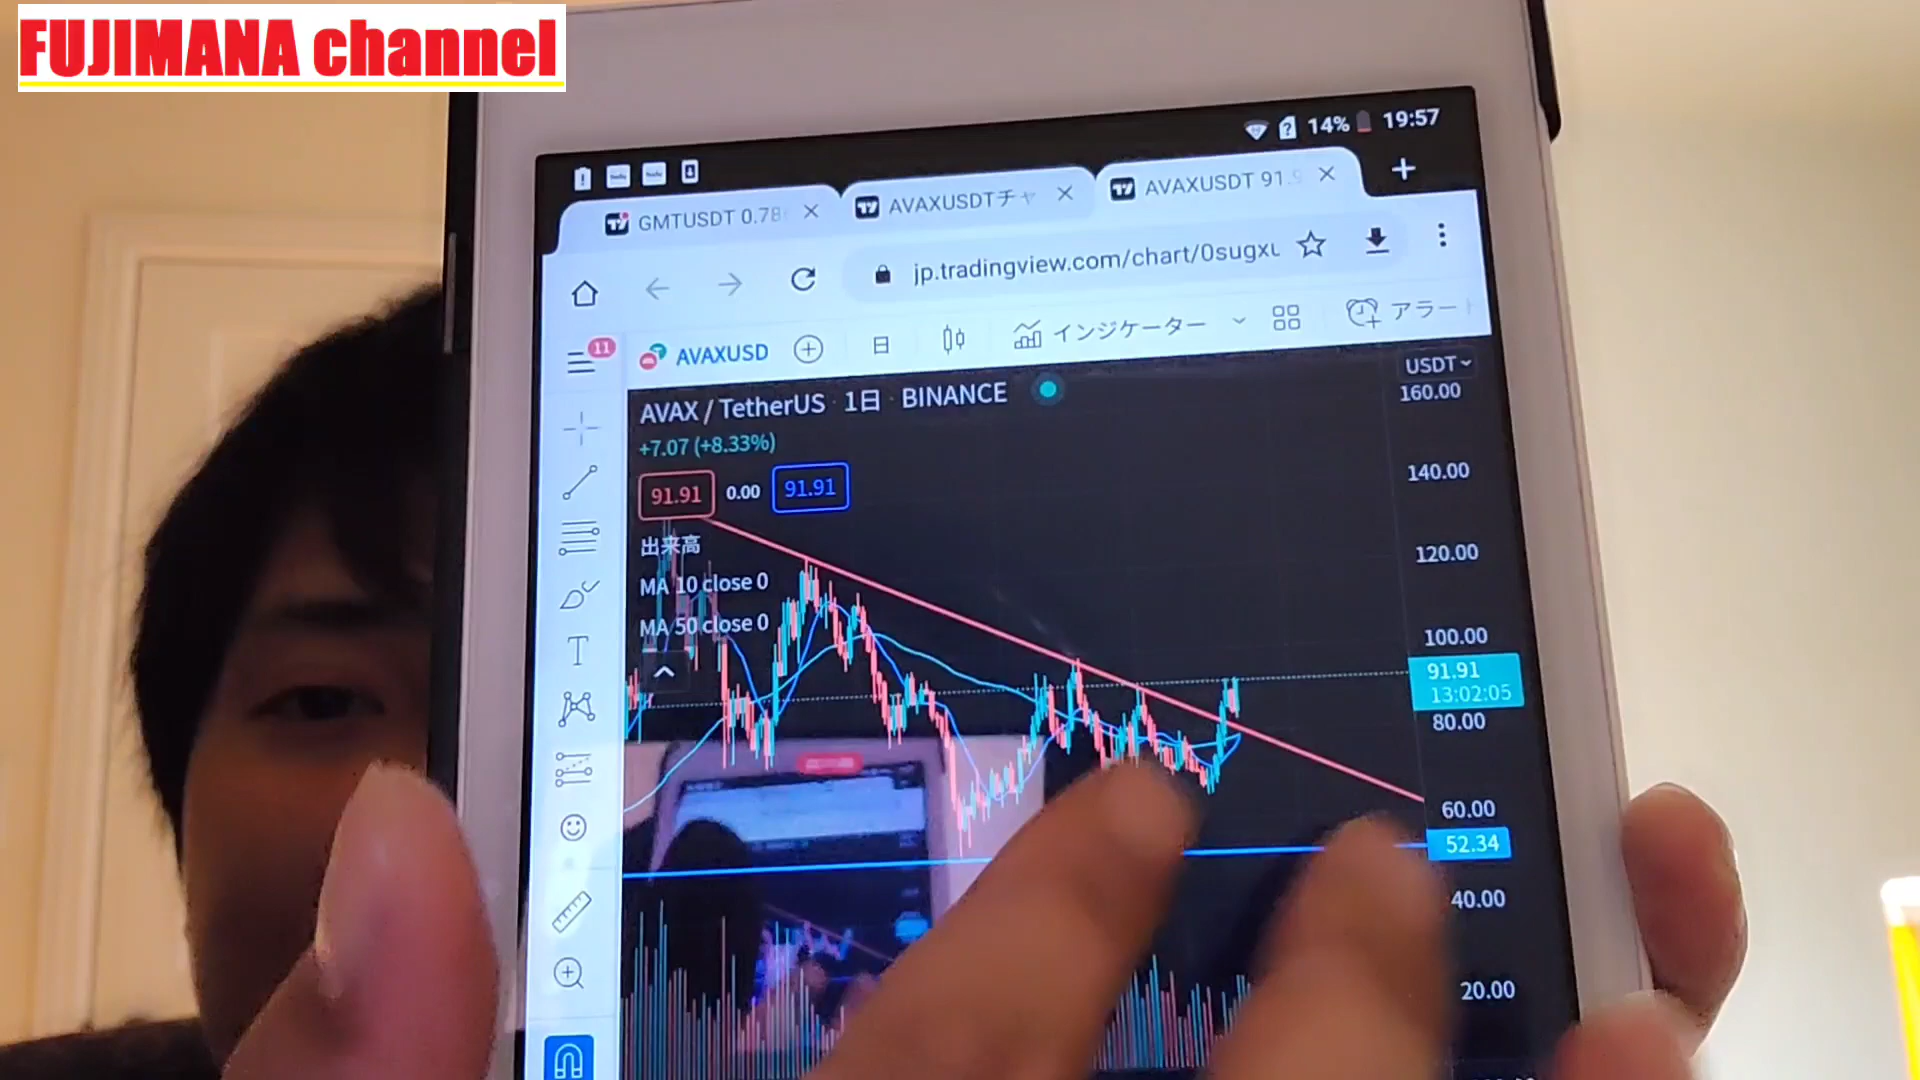 FUJIMANA channel
14% 19:57
GMTUSDT 0.78
AVAXUSDTチャ
AVAXUSDT 91.9
jp.tradingview.com/chart/0sugxu
11
AVAXUSD
日
インジケーター
アラー
AVAX / TetherUS · 1日 · BINANCE
USDT
+7.07 (+8.33%)
91.91 0.00 91.91
出来高
MA 10 close 0
MA 50 close 0
160.00
140.00
120.00
100.00
91.91
13:02:05
80.00
60.00
52.34
40.00
20.00